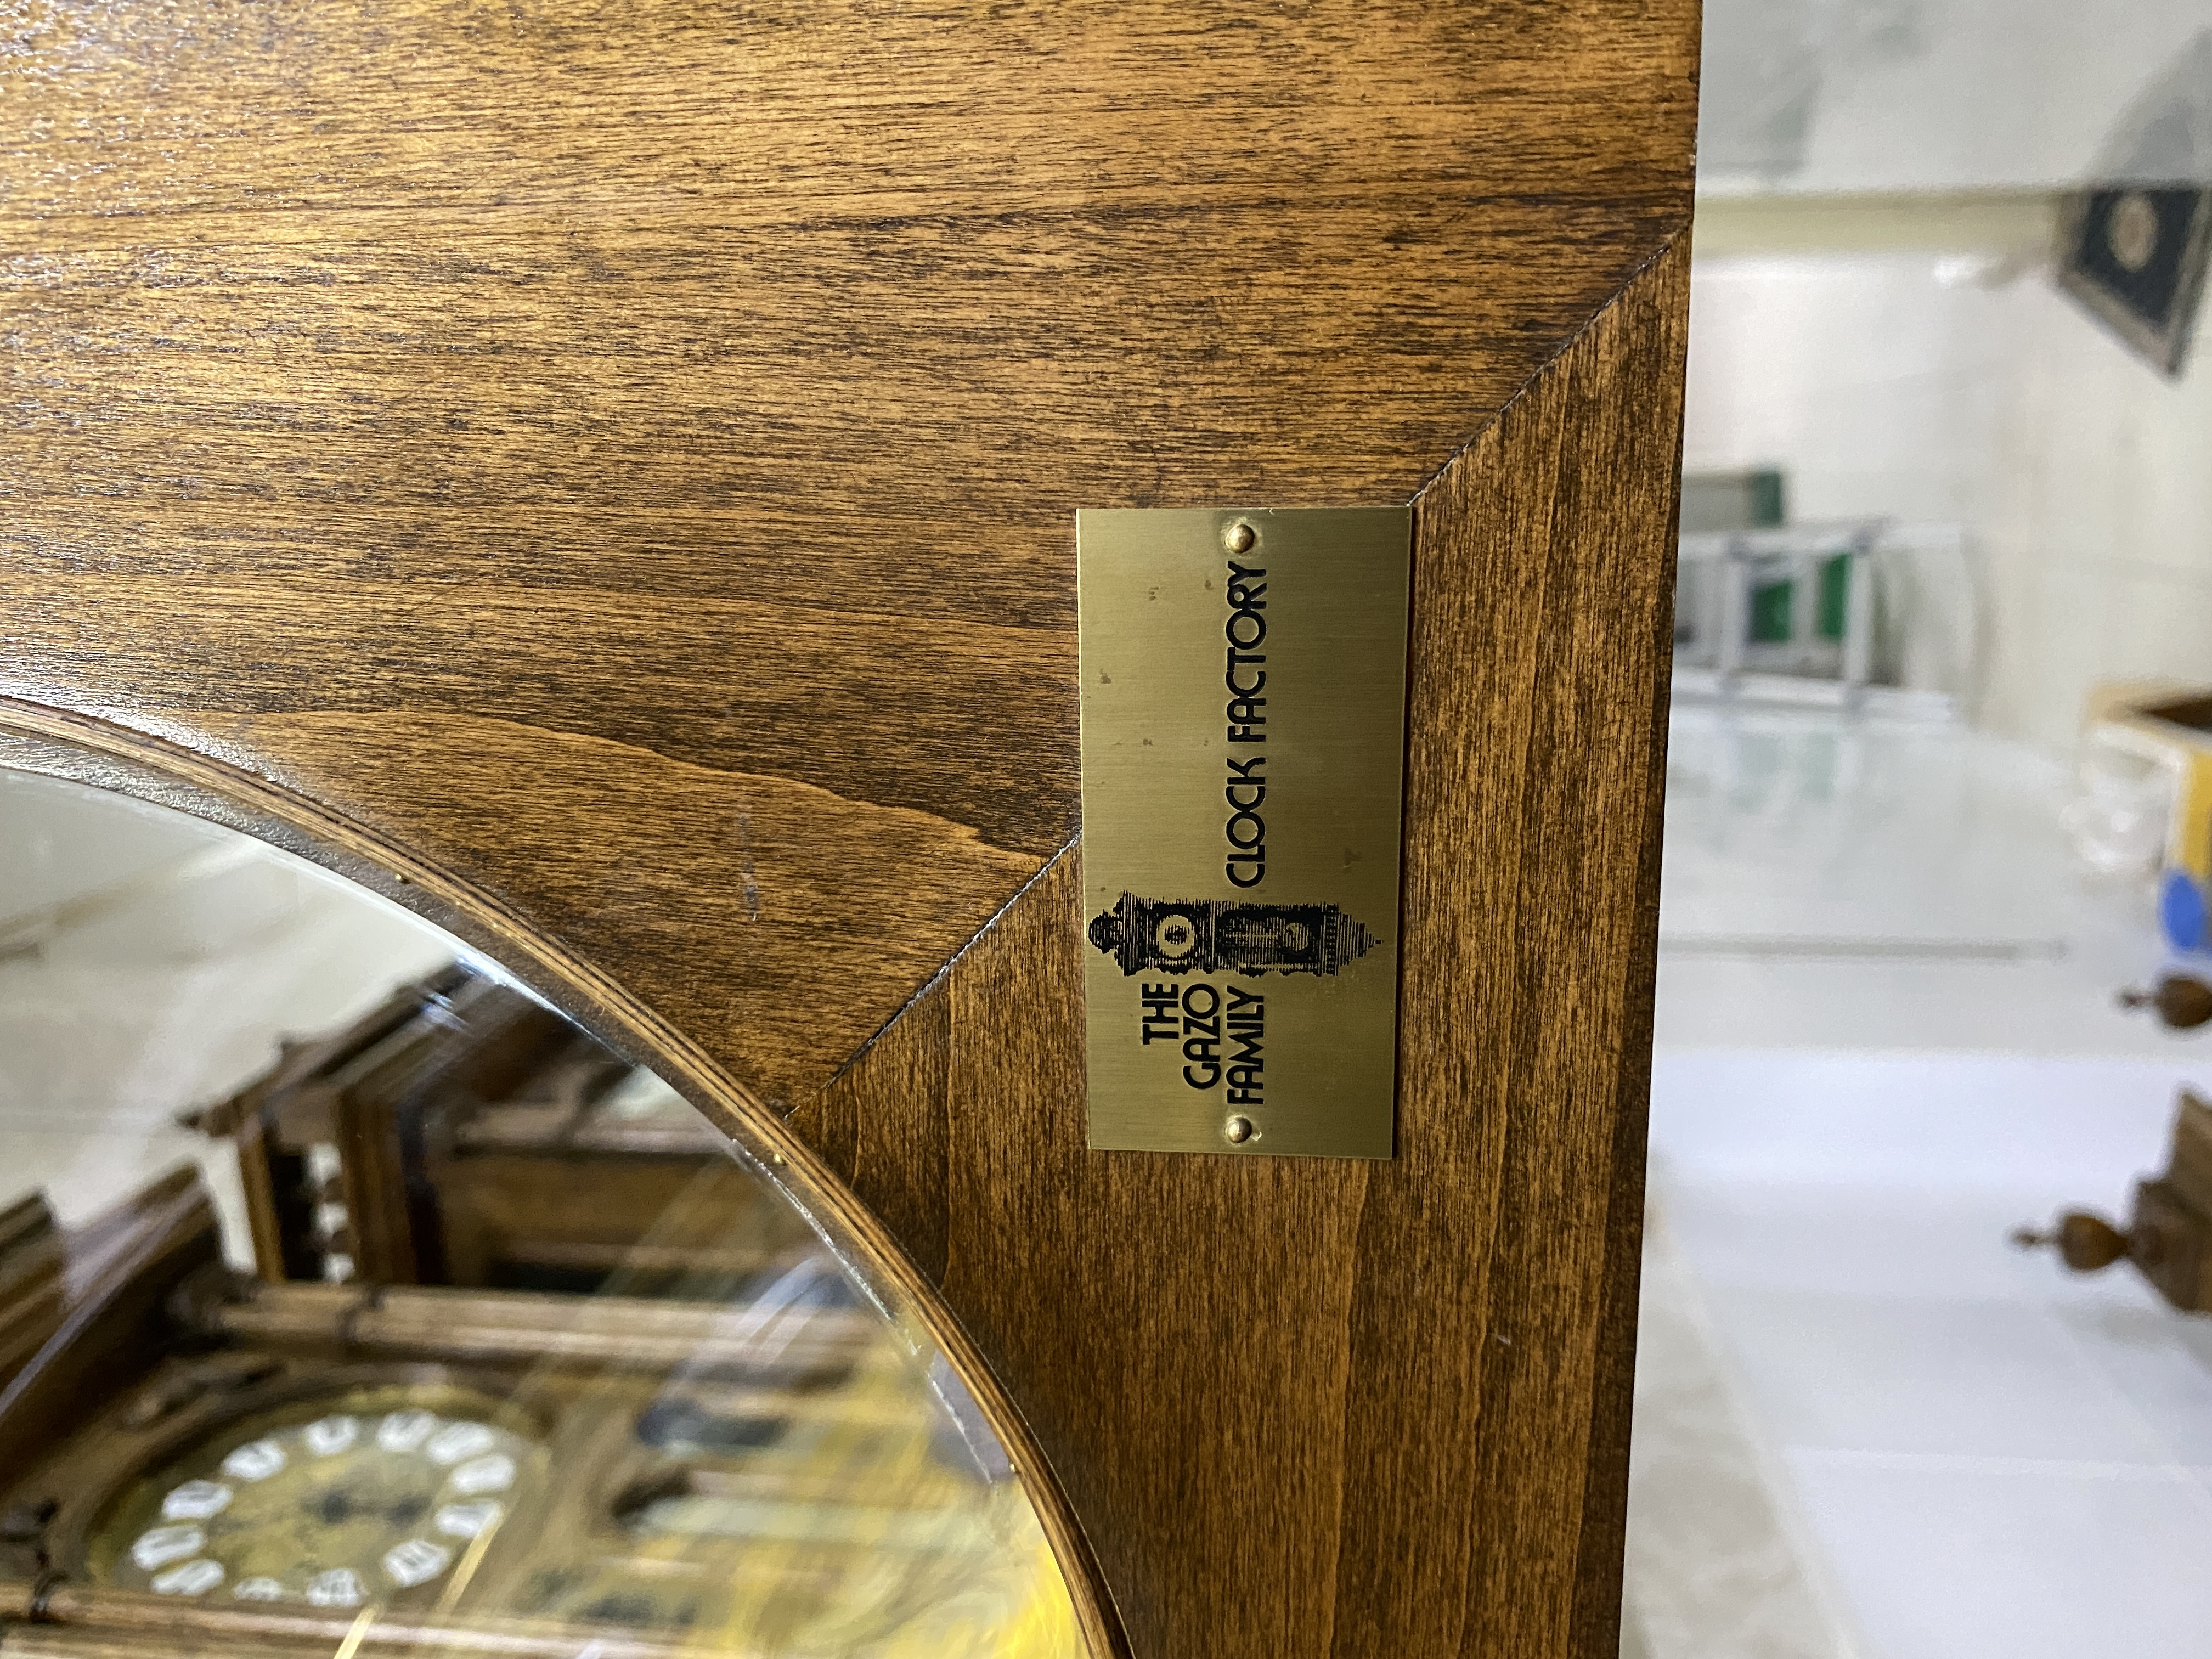 THE
GAZO
FAMILY CLOCK FACTORY